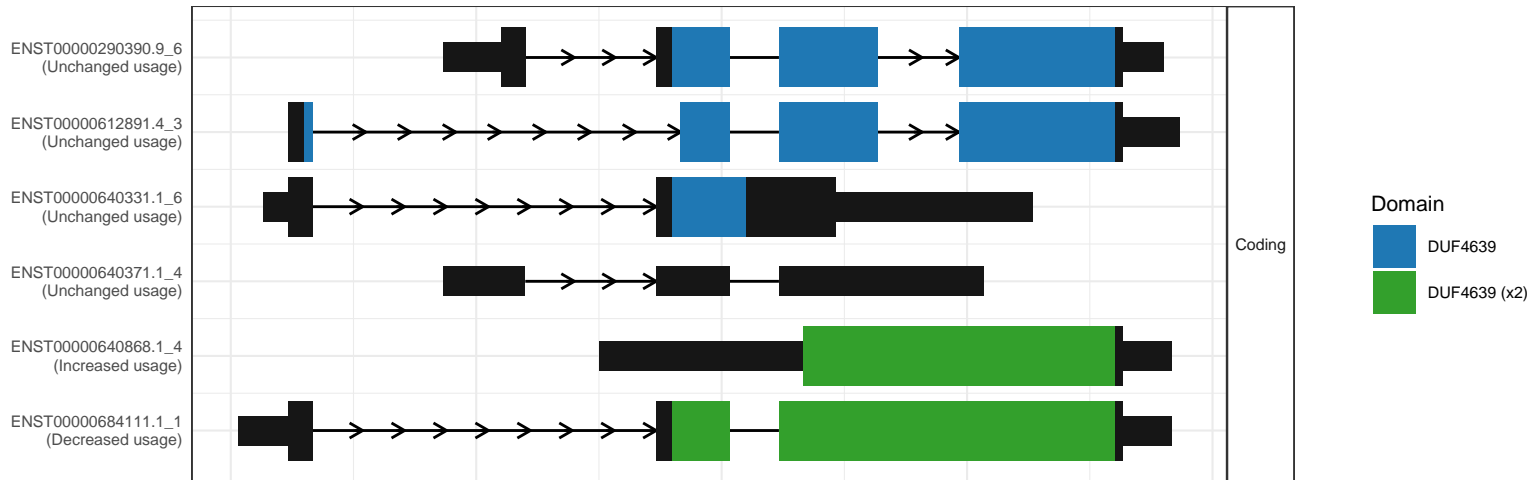 ENST00000290390.9_6
(Unchanged usage)
ENST00000612891.4_3
(Unchanged usage)
ENST00000640331.1_6
(Unchanged usage)
ENST00000640371.1_4
(Unchanged usage)
ENST00000640868.1_4
(Increased usage)
ENST00000684111.1_1
(Decreased usage)
Coding
Domain
DUF4639
DUF4639 (x2)